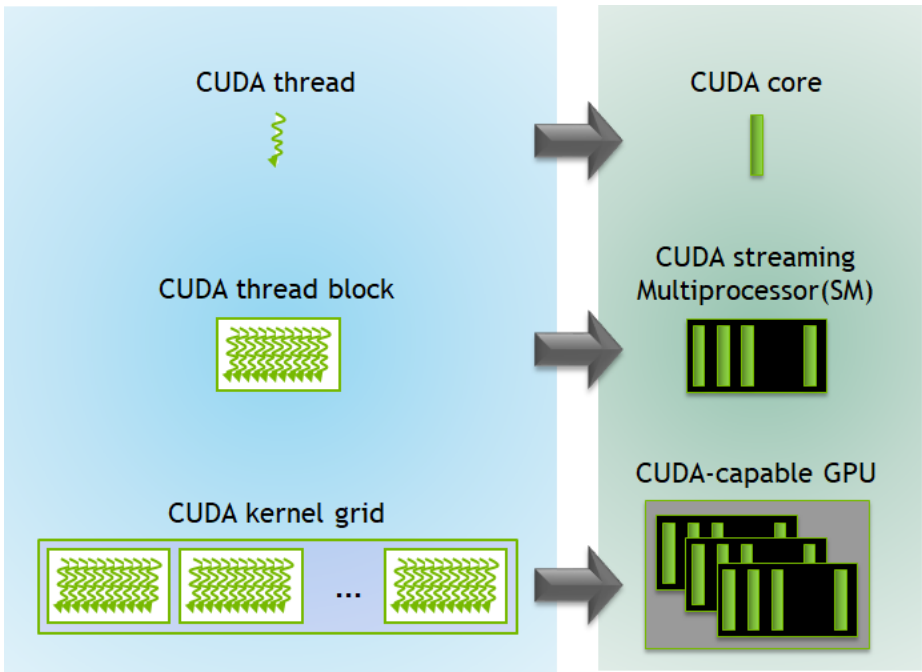 CUDA thread
CUDA core
CUDA thread block
CUDA streaming
Multiprocessor(SM)
CUDA kernel grid
...
CUDA-capable GPU